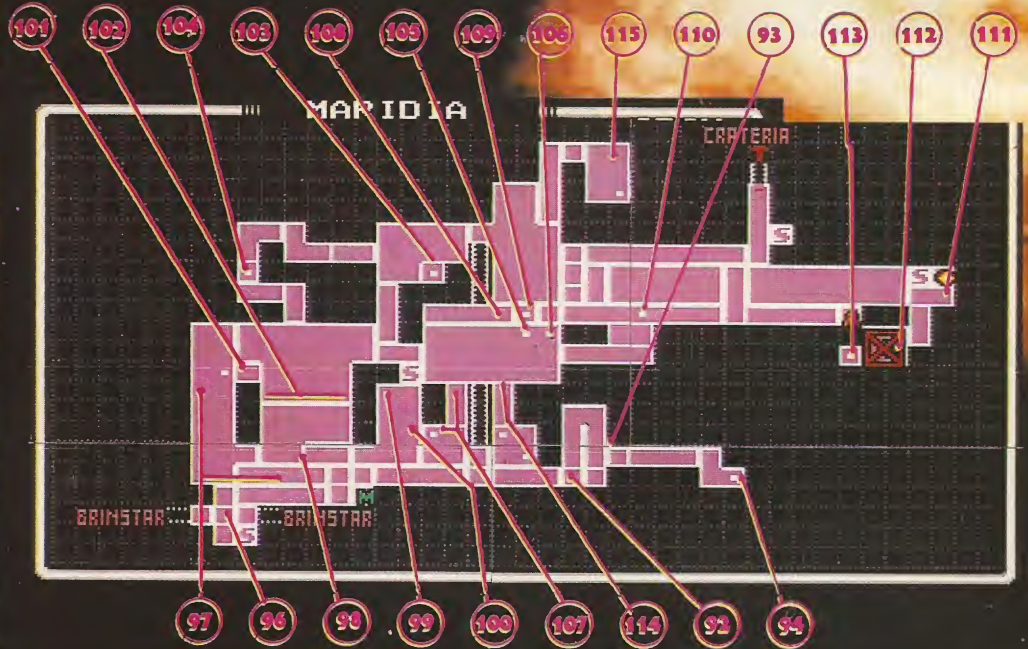 101 102 104 103 108 105 109 106 115 110 93 113 112 111
MARIDIA
CRATERIA
S
S
S
M
BRINSTAR BRINSTAR
S
97 96 98 99 100 107 114 92 94